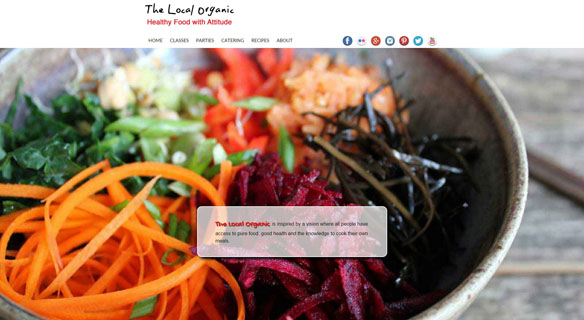 The Local Organic
Healthy Food with Attitude
HOME CLASSES PARTIES CATERING RECIPES ABOUT
The Local Organic is inspired by a vision where all people have
access to pure food, good health and the knowledge to cook their own
meals.